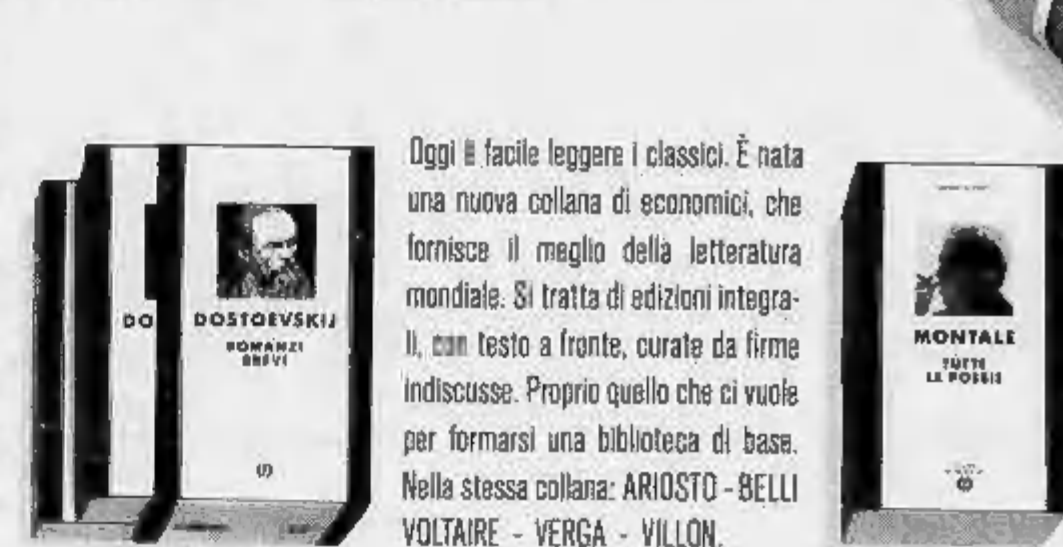 DO
DOSTOEVSKIJ
ROMANZI
BREVI
Oggi è facile leggere i classici. È nata
una nuova collana di economici, che
fornisce il meglio della letteratura
mondiale. Si tratta di edizioni integra-
li, con testo a fronte, curate da firme
indiscusse. Proprio quello che ci vuole
per formarsi una biblioteca di base.
Nella stessa collana: ARIOSTO - BELLI
VOLTAIRE - VERGA - VILLON.
MONTALE
TUTTE
LE POESIE